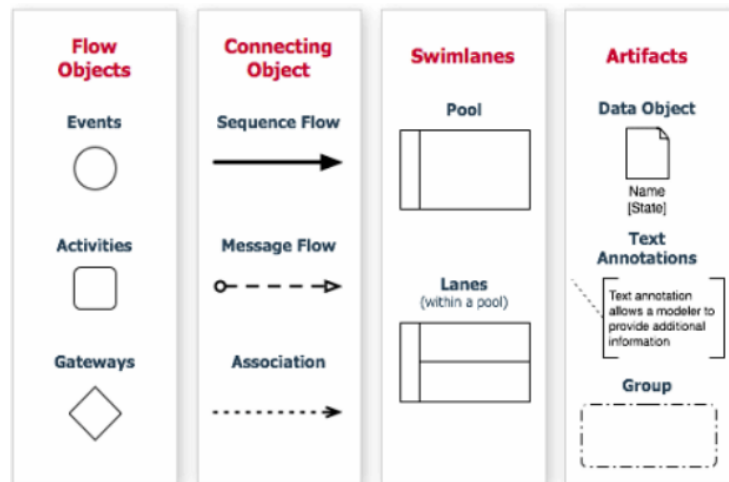 Flow
Objects
Events
Activities
Gateways
Connecting
Object
Sequence Flow
Message Flow
Association
Swimlanes
Pool
Lanes
(within a pool)
Artifacts
Data Object
Name
[State]
Text
Annotations
Text annotation
allows a modeler to
provide additional
information
Group